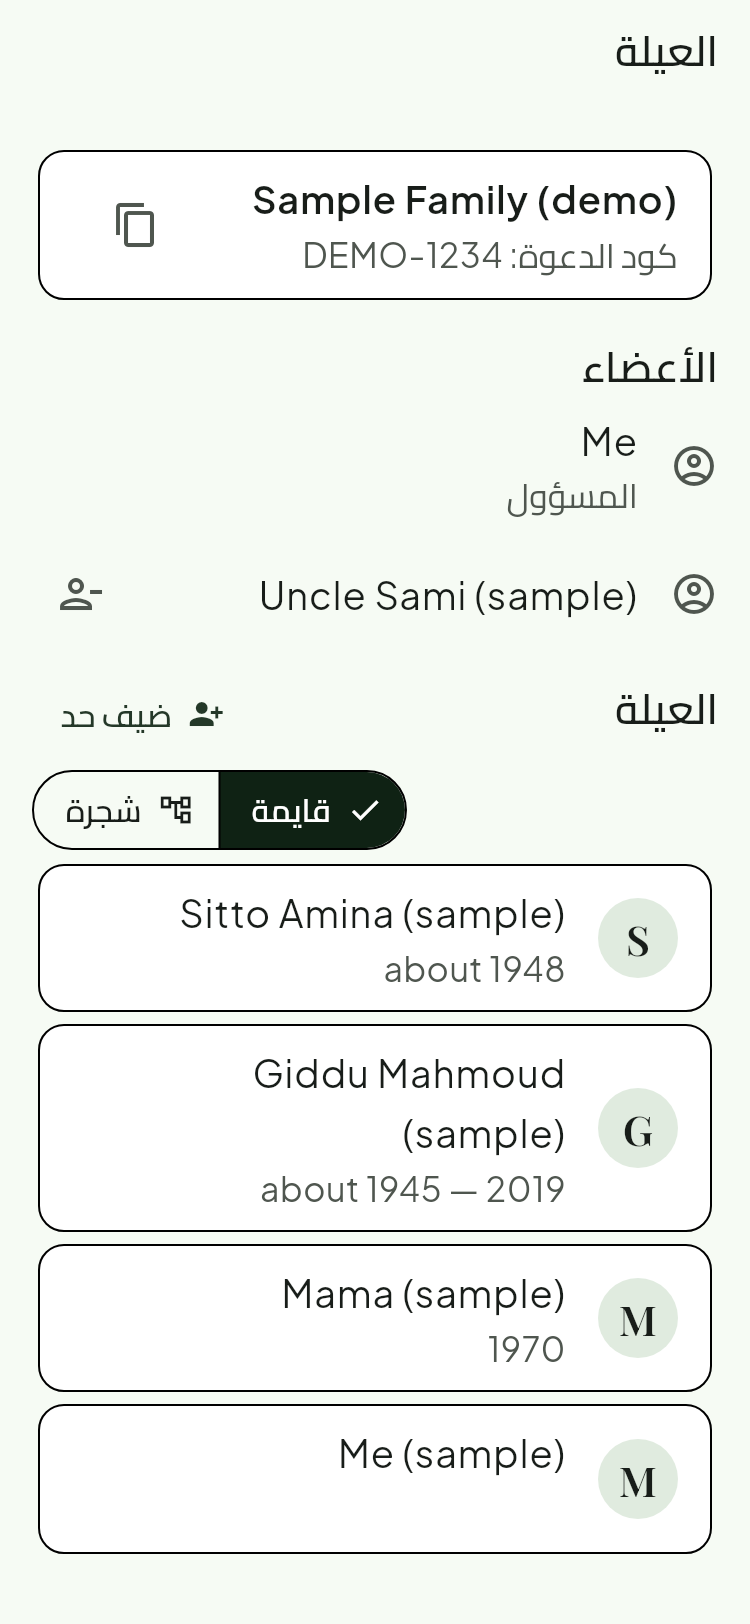 العيلة
Sample Family (demo)
كود الدعوة: DEMO-1234
الأعضاء
Me
المسؤول
Uncle Sami (sample)
العيلة
ضيف حد
قايمة
شجرة
S
Sitto Amina (sample)
about 1948
G
Giddu Mahmoud
(sample)
about 1945 — 2019
M
Mama (sample)
1970
M
Me (sample)